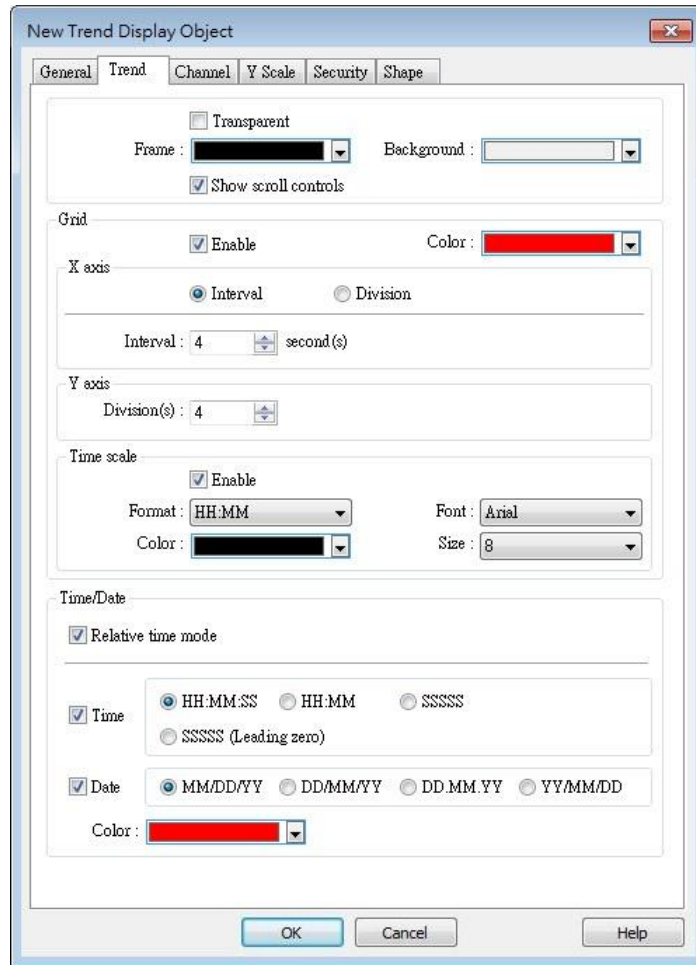 New Trend Display Object
General Trend Channel Y Scale Security Shape
Transparent
Frame : Background :
Show scroll controls
Grid
Enable Color :
X axis
Interval Division
Interval : 4 second(s)
Y axis
Division(s) : 4
Time scale
Enable
Format : HH:MM Font : Arial
Color : Size : 8
Time/Date
Relative time mode
Time HH:MM:SS HH:MM SSSSS
SSSSS (Leading zero)
Date MM/DD/YY DD/MM/YY DD.MM.YY YY/MM/DD
Color :
OK Cancel Help